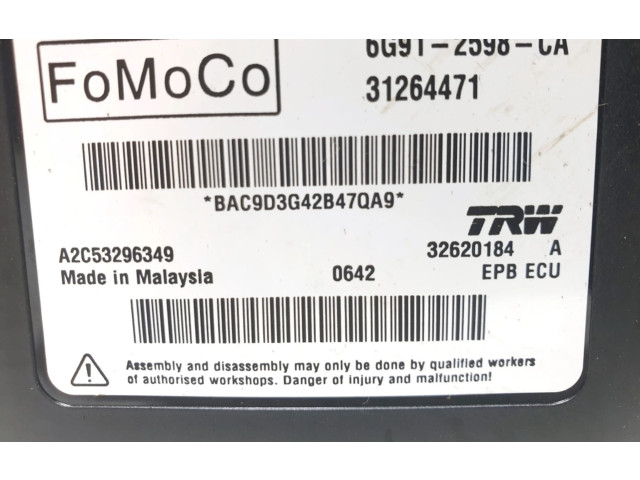 6G91-2598-CA
FoMoCo
31264471
*BAC9D3G42B47QA9*
TRW
A2C53296349
32620184 A
Made in Malaysia 0642 EPB ECU
Assembly and disassembly may only be done by qualified workers
of authorised workshops. Danger of injury and malfunction!